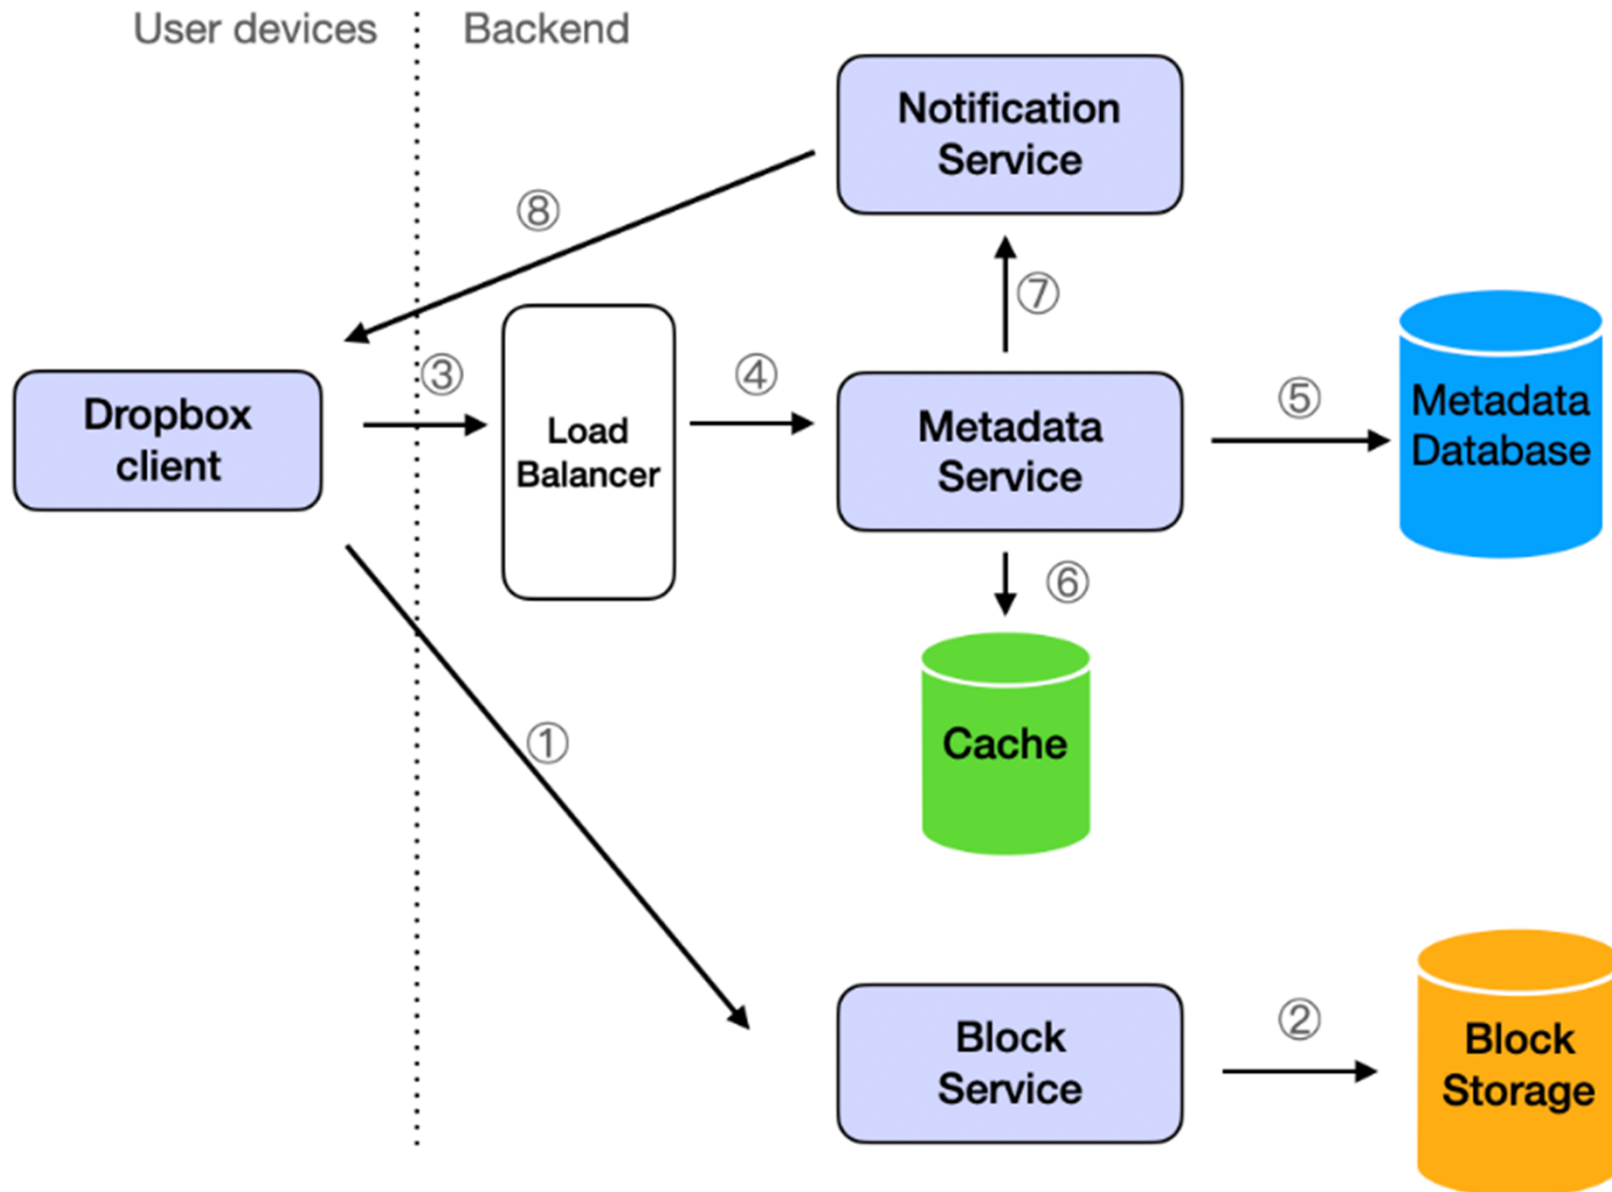 User devices
Backend
Notification
Service
⑧
⑦
③
④
⑤
Dropbox
client
Load
Balancer
Metadata
Service
Metadata
Database
⑥
Cache
①
Block
Service
②
Block
Storage